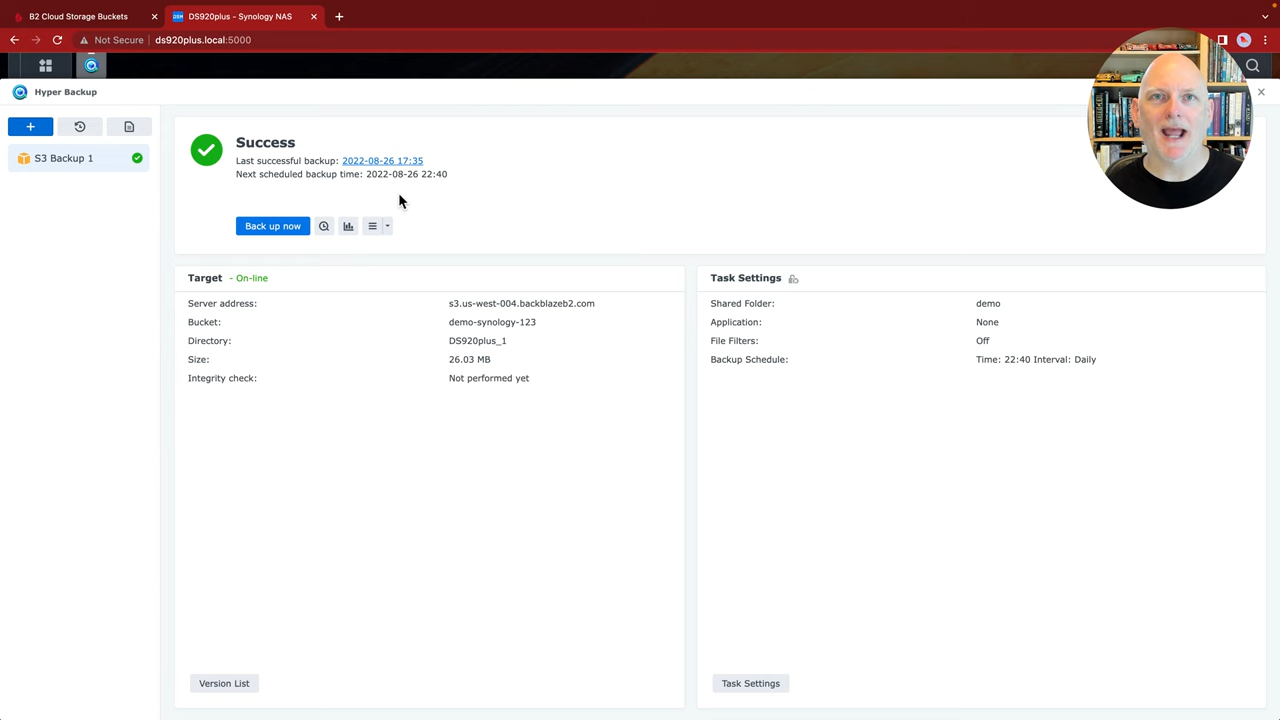 B2 Cloud Storage Buckets
DS920plus - Synology NAS
Not Secure
ds920plus.local:5000
Hyper Backup
S3 Backup 1
Success
Last successful backup: 2022-08-26 17:35
Next scheduled backup time: 2022-08-26 22:40
Back up now
Target - On-line
Server address: s3.us-west-004.backblazeb2.com
Bucket: demo-synology-123
Directory: DS920plus_1
Size: 26.03 MB
Integrity check: Not performed yet
Version List
Task Settings
Shared Folder: demo
Application: None
File Filters: Off
Backup Schedule: Time: 22:40 Interval: Daily
Task Settings